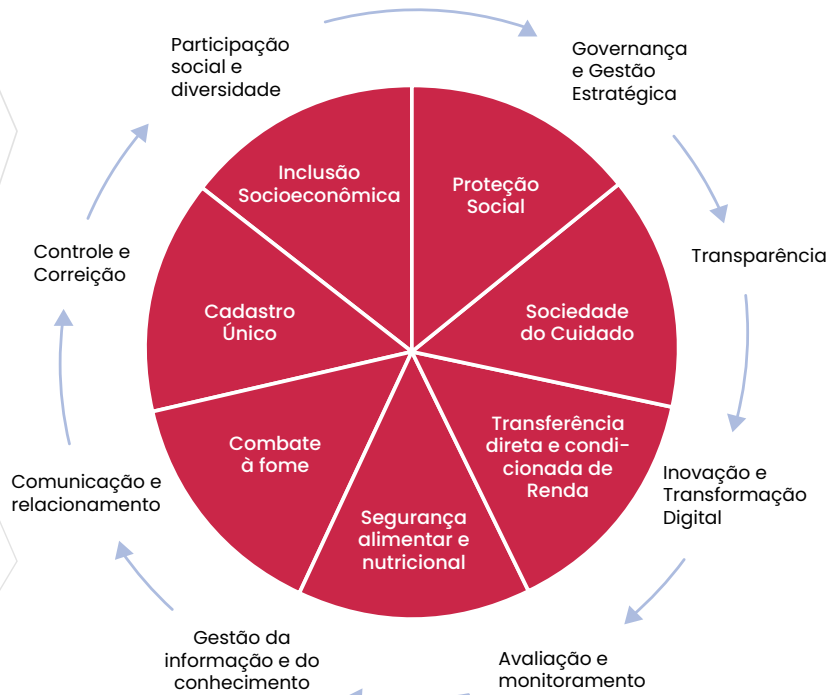 Participação
social e
diversidade
Governança
e Gestão
Estratégica
Inclusão
Socioeconômica
Proteção
Social
Controle e
Correição
Transparência
Cadastro
Único
Sociedade
do Cuidado
Combate
à fome
Transferência
direta e condi-
cionada de
Renda
Comunicação e
relacionamento
Inovação e
Transformação
Digital
Segurança
alimentar e
nutricional
Gestão da
informação e do
conhecimento
Avaliação e
monitoramento